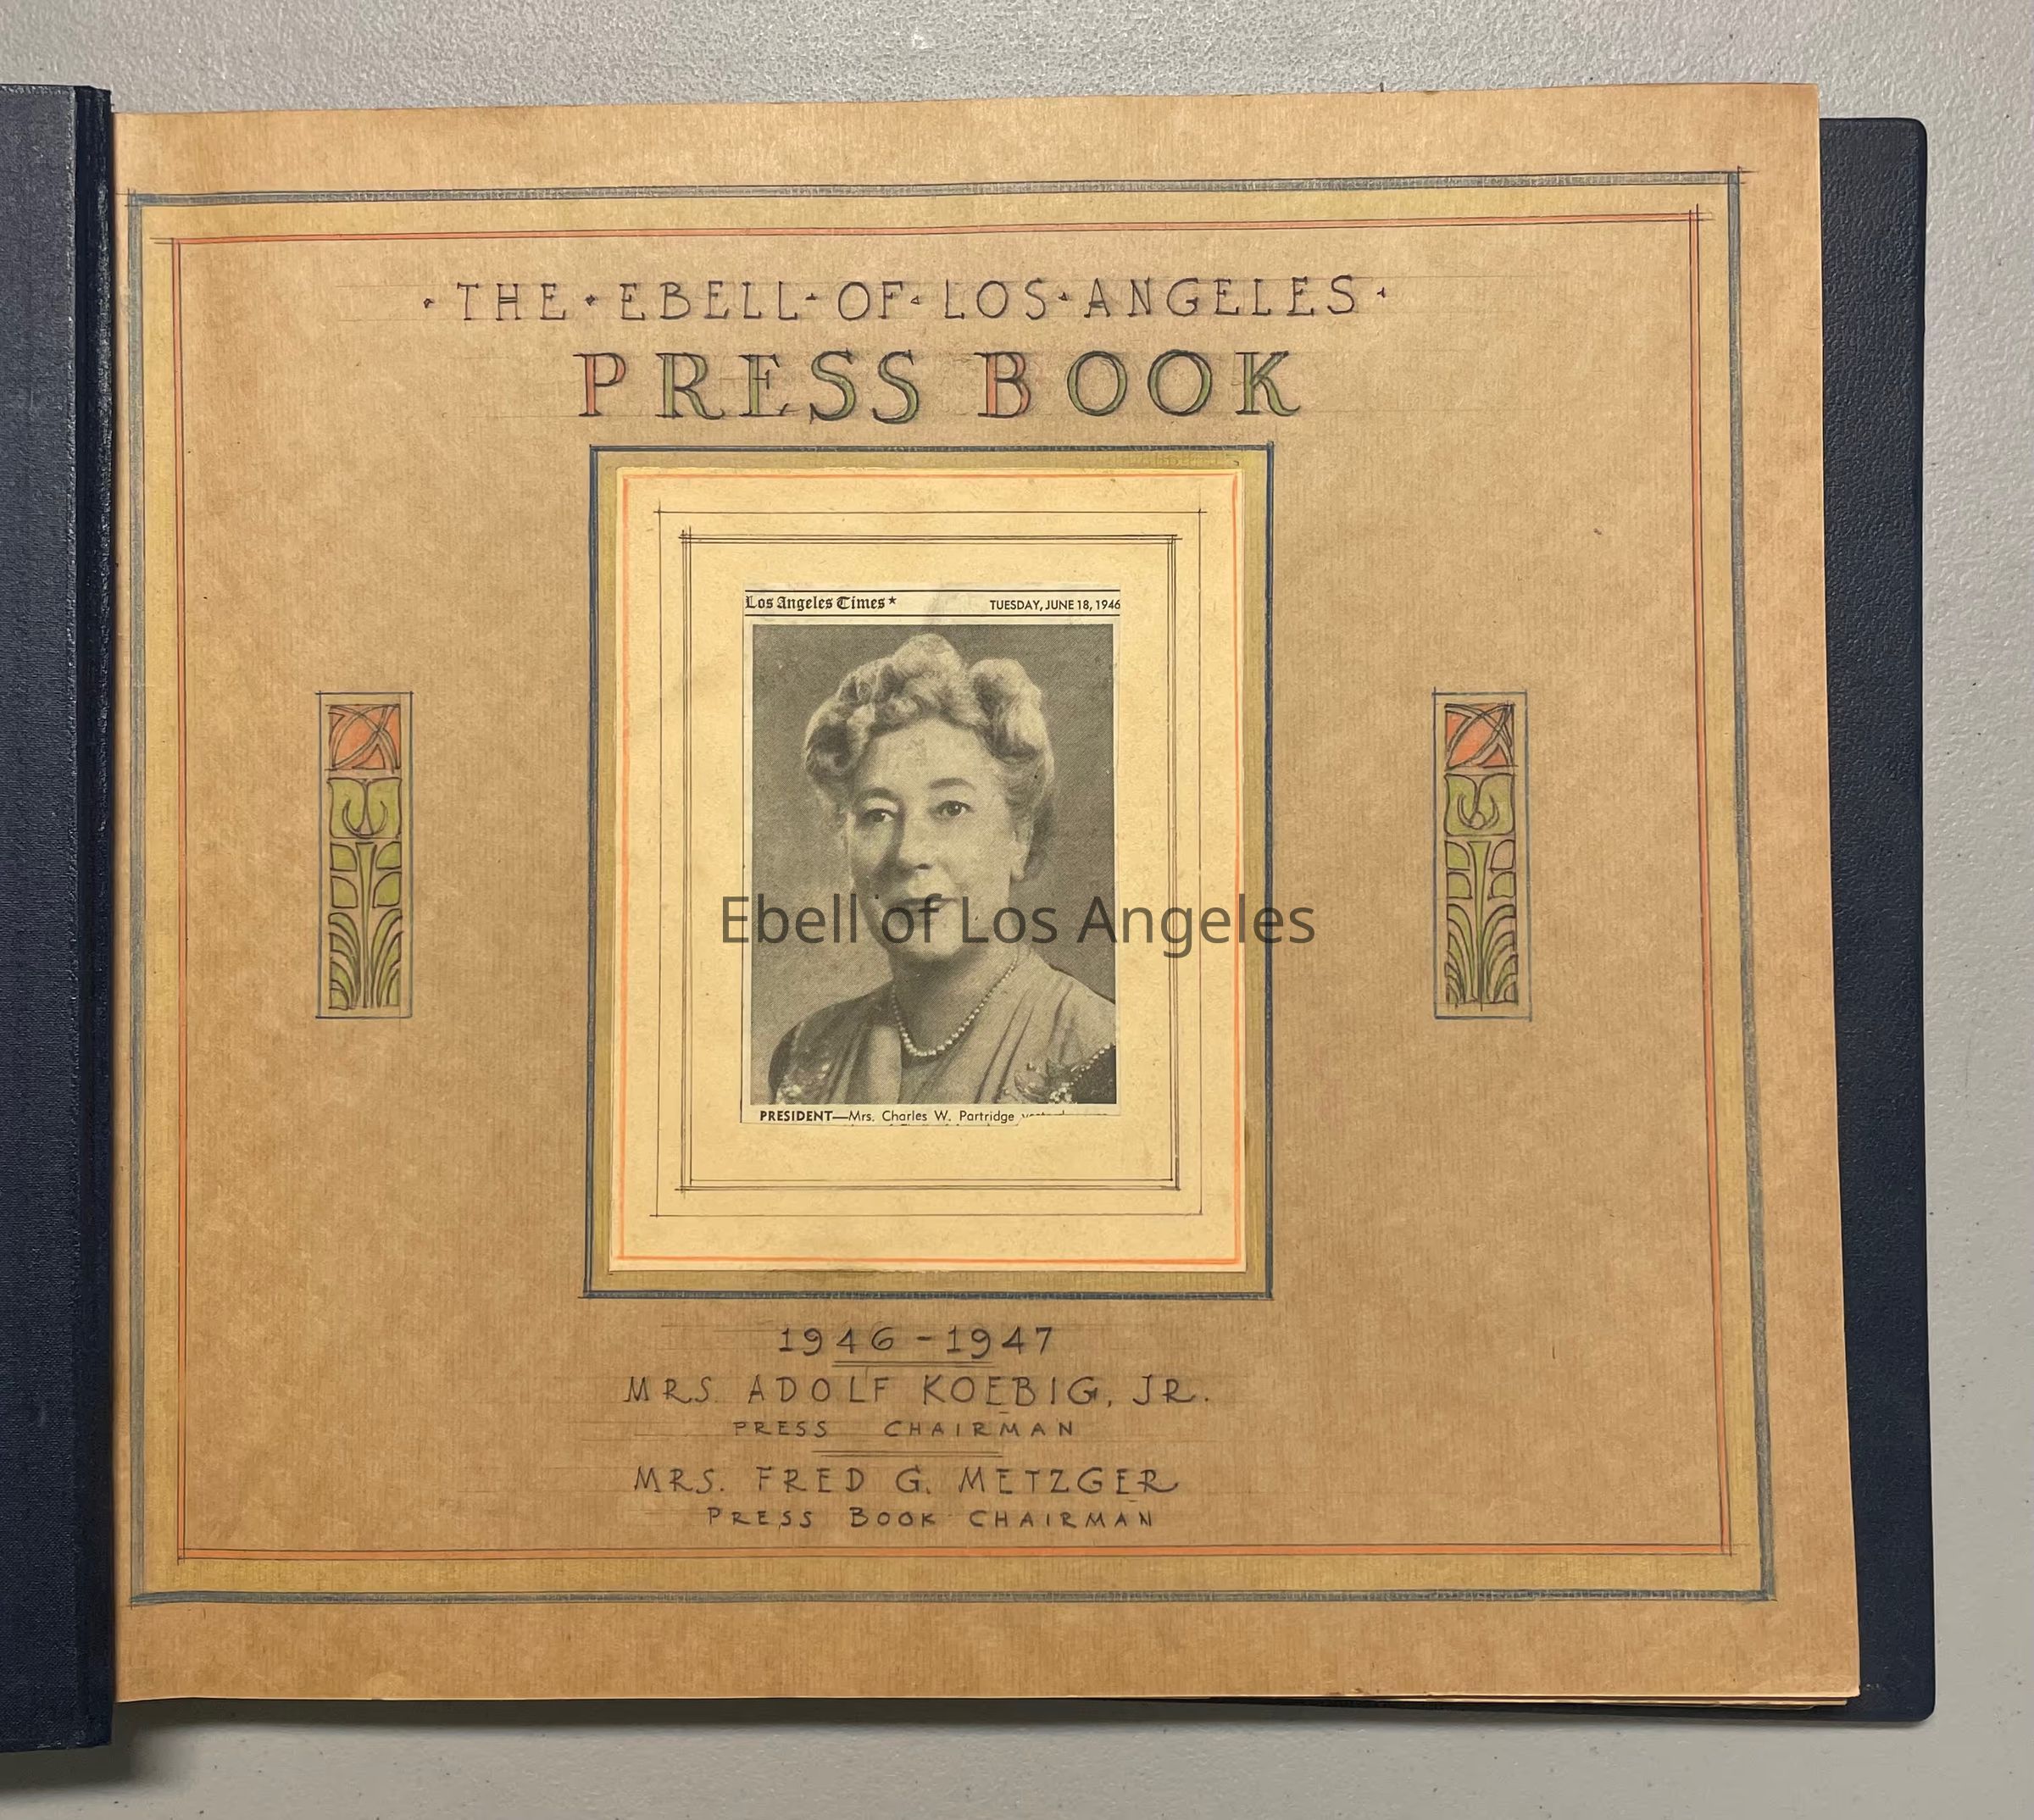 ·THE·EBELL·OF·LOS·ANGELES·
PRESS BOOK
Los Angeles Times★ TUESDAY, JUNE 18, 1946
Ebell of Los Angeles
PRESIDENT—Mrs. Charles W. Partridge
1946-1947
MRS. ADOLF KOEBIG, JR.
PRESS CHAIRMAN
MRS. FRED G. METZGER
PRESS BOOK CHAIRMAN